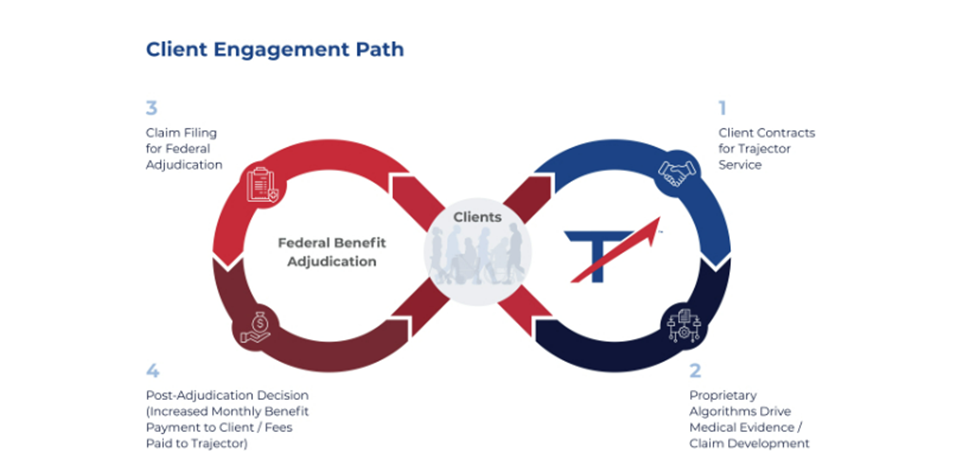 Client Engagement Path
1
Client Contracts
for Trajector
Service
2
Proprietary
Algorithms Drive
Medical Evidence /
Claim Development
3
Claim Filing
for Federal
Adjudication
4
Post-Adjudication Decision
(Increased Monthly Benefit
Payment to Client / Fees
Paid to Trajector)
Federal Benefit
Adjudication
Clients
T
™
$